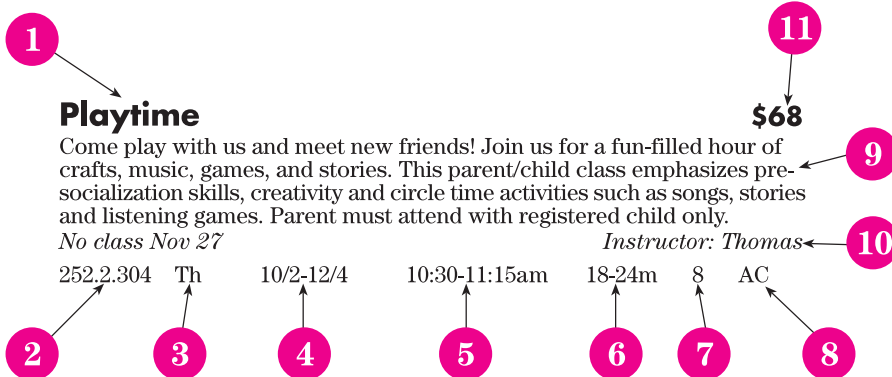 1 11
Playtime $68
Come play with us and meet new friends! Join us for a fun-filled hour of
crafts, music, games, and stories. This parent/child class emphasizes pre-
socialization skills, creativity and circle time activities such as songs, stories
and listening games. Parent must attend with registered child only.
9
No class Nov 27 Instructor: Thomas 10
252.2.304 Th 10/2-12/4 10:30-11:15am 18-24m 8 AC
2 3 4 5 6 7 8